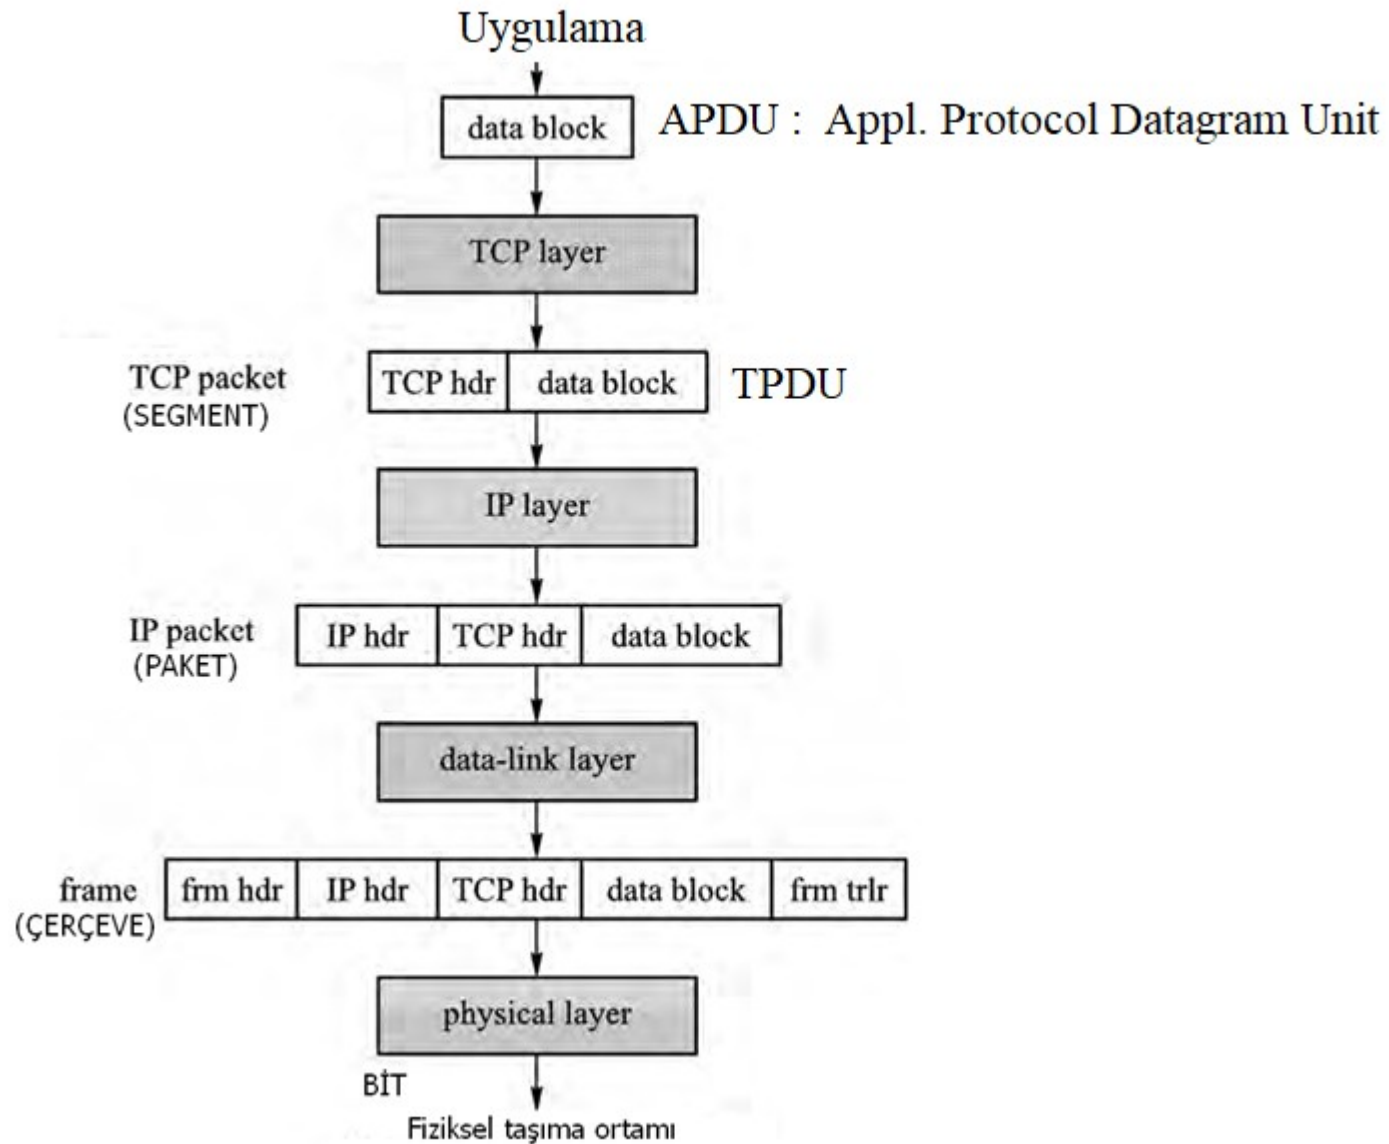 Uygulama
data block
APDU : Appl. Protocol Datagram Unit
TCP layer
TCP packet
(SEGMENT)
TCP hdr data block
TPDU
IP layer
IP packet
(PAKET)
IP hdr TCP hdr data block
data-link layer
frame
(ÇERÇEVE)
frm hdr IP hdr TCP hdr data block frm trlr
physical layer
BİT
Fiziksel taşıma ortamı